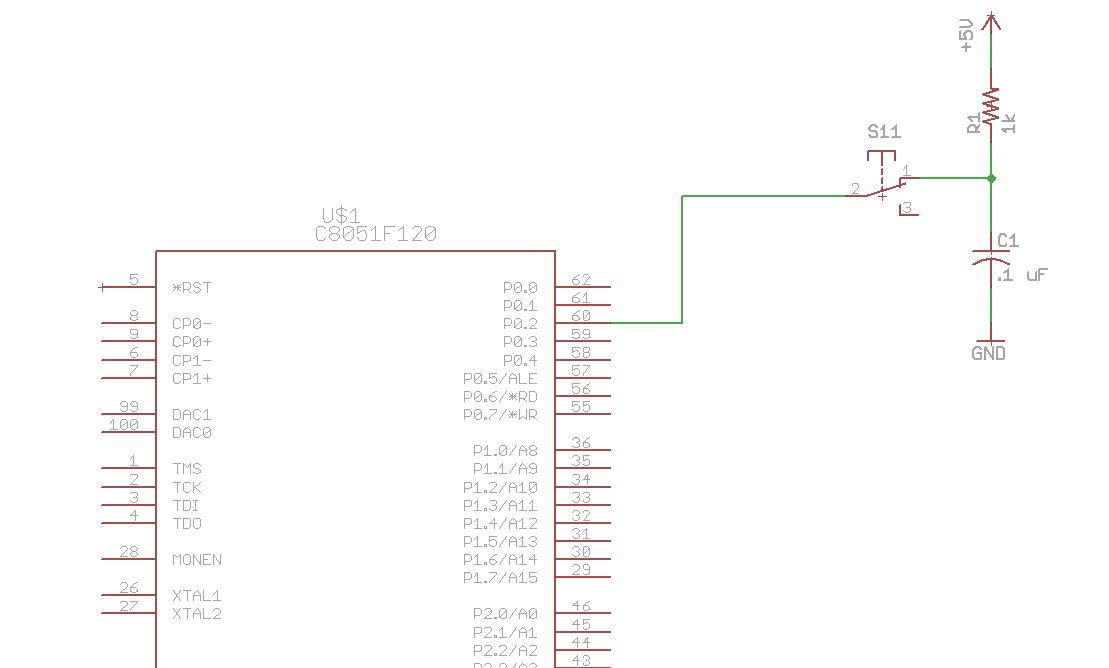 +5V
R1
1k
S11
1
2
3
C1
.1 uF
GND
U$1
C8051F120
5 *RST
8 CP0-
9 CP0+
6 CP1-
7 CP1+
99 DAC1
100 DAC0
1 TMS
2 TCK
3 TDI
4 TDO
28 MONEN
26 XTAL1
27 XTAL2
P0.0 62
P0.1 61
P0.2 60
P0.3 59
P0.4 58
P0.5/ALE 57
P0.6/*RD 56
P0.7/*WR 55
P1.0/A8 36
P1.1/A9 35
P1.2/A10 34
P1.3/A11 33
P1.4/A12 32
P1.5/A13 31
P1.6/A14 30
P1.7/A15 29
P2.0/A0 46
P2.1/A1 45
P2.2/A2 44
43